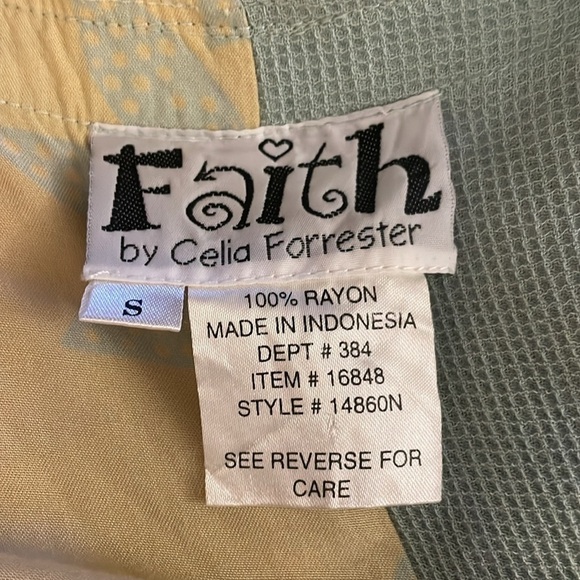 Faith
by Celia Forrester
S
100% RAYON
MADE IN INDONESIA
DEPT # 384
ITEM # 16848
STYLE # 14860N
SEE REVERSE FOR
CARE